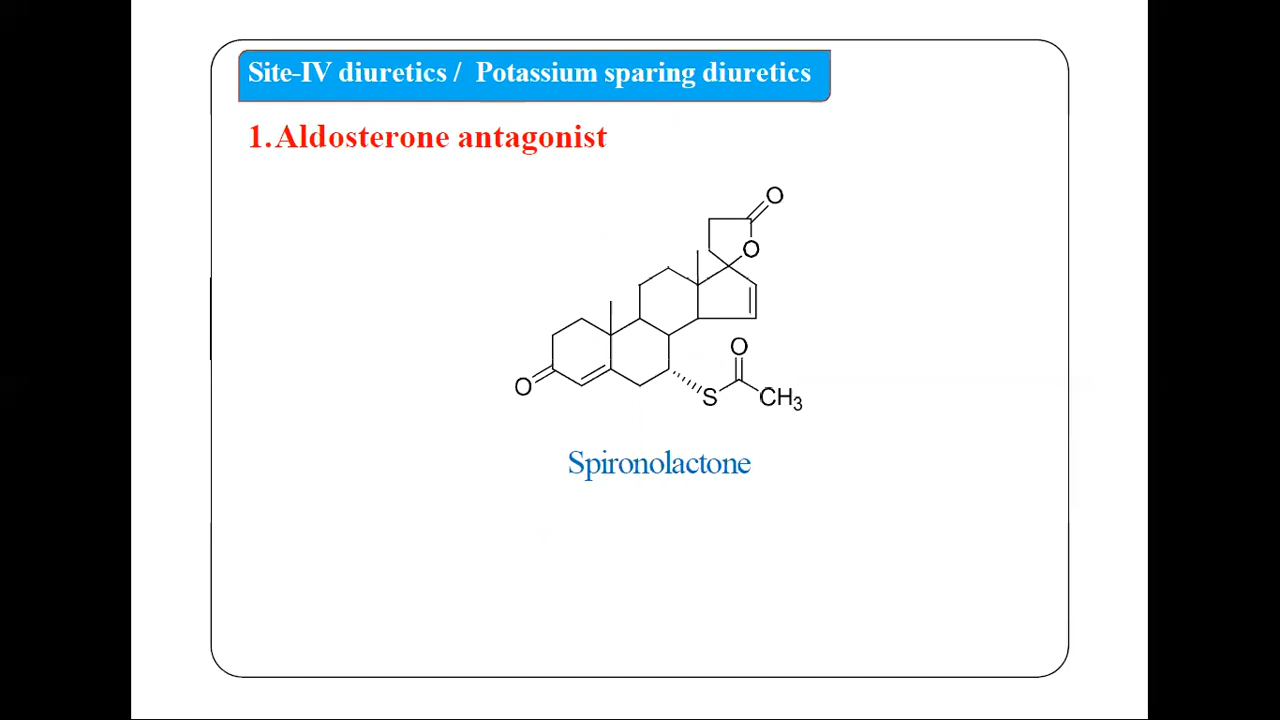 Site-IV diuretics / Potassium sparing diuretics
1. Aldosterone antagonist
O
O
O
O
S
CH3
Spironolactone